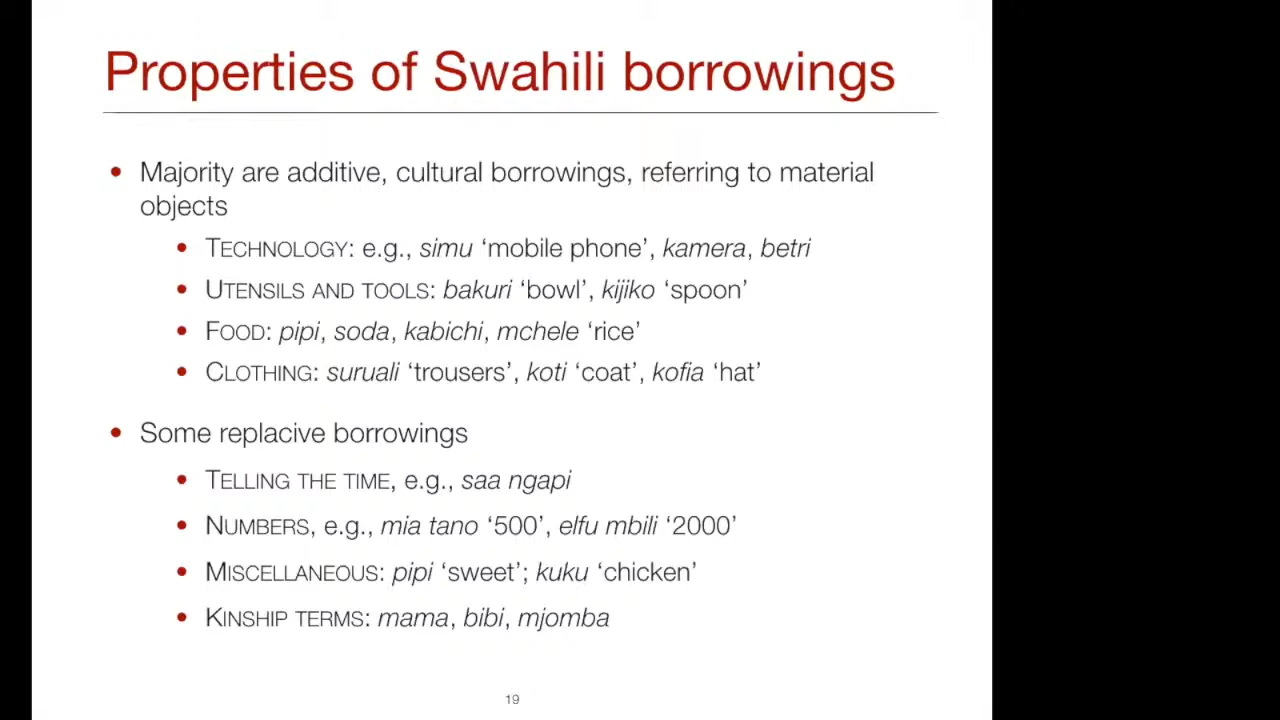 Properties of Swahili borrowings
• Majority are additive, cultural borrowings, referring to material
objects
• TECHNOLOGY: e.g., simu ‘mobile phone’, kamera, betri
• UTENSILS AND TOOLS: bakuri ‘bowl’, kijiko ‘spoon’
• FOOD: pipi, soda, kabichi, mchele ‘rice’
• CLOTHING: suruali ‘trousers’, koti ‘coat’, kofia ‘hat’
• Some replacive borrowings
• TELLING THE TIME, e.g., saa ngapi
• NUMBERS, e.g., mia tano ‘500’, elfu mbili ‘2000’
• MISCELLANEOUS: pipi ‘sweet’; kuku ‘chicken’
• KINSHIP TERMS: mama, bibi, mjomba
19